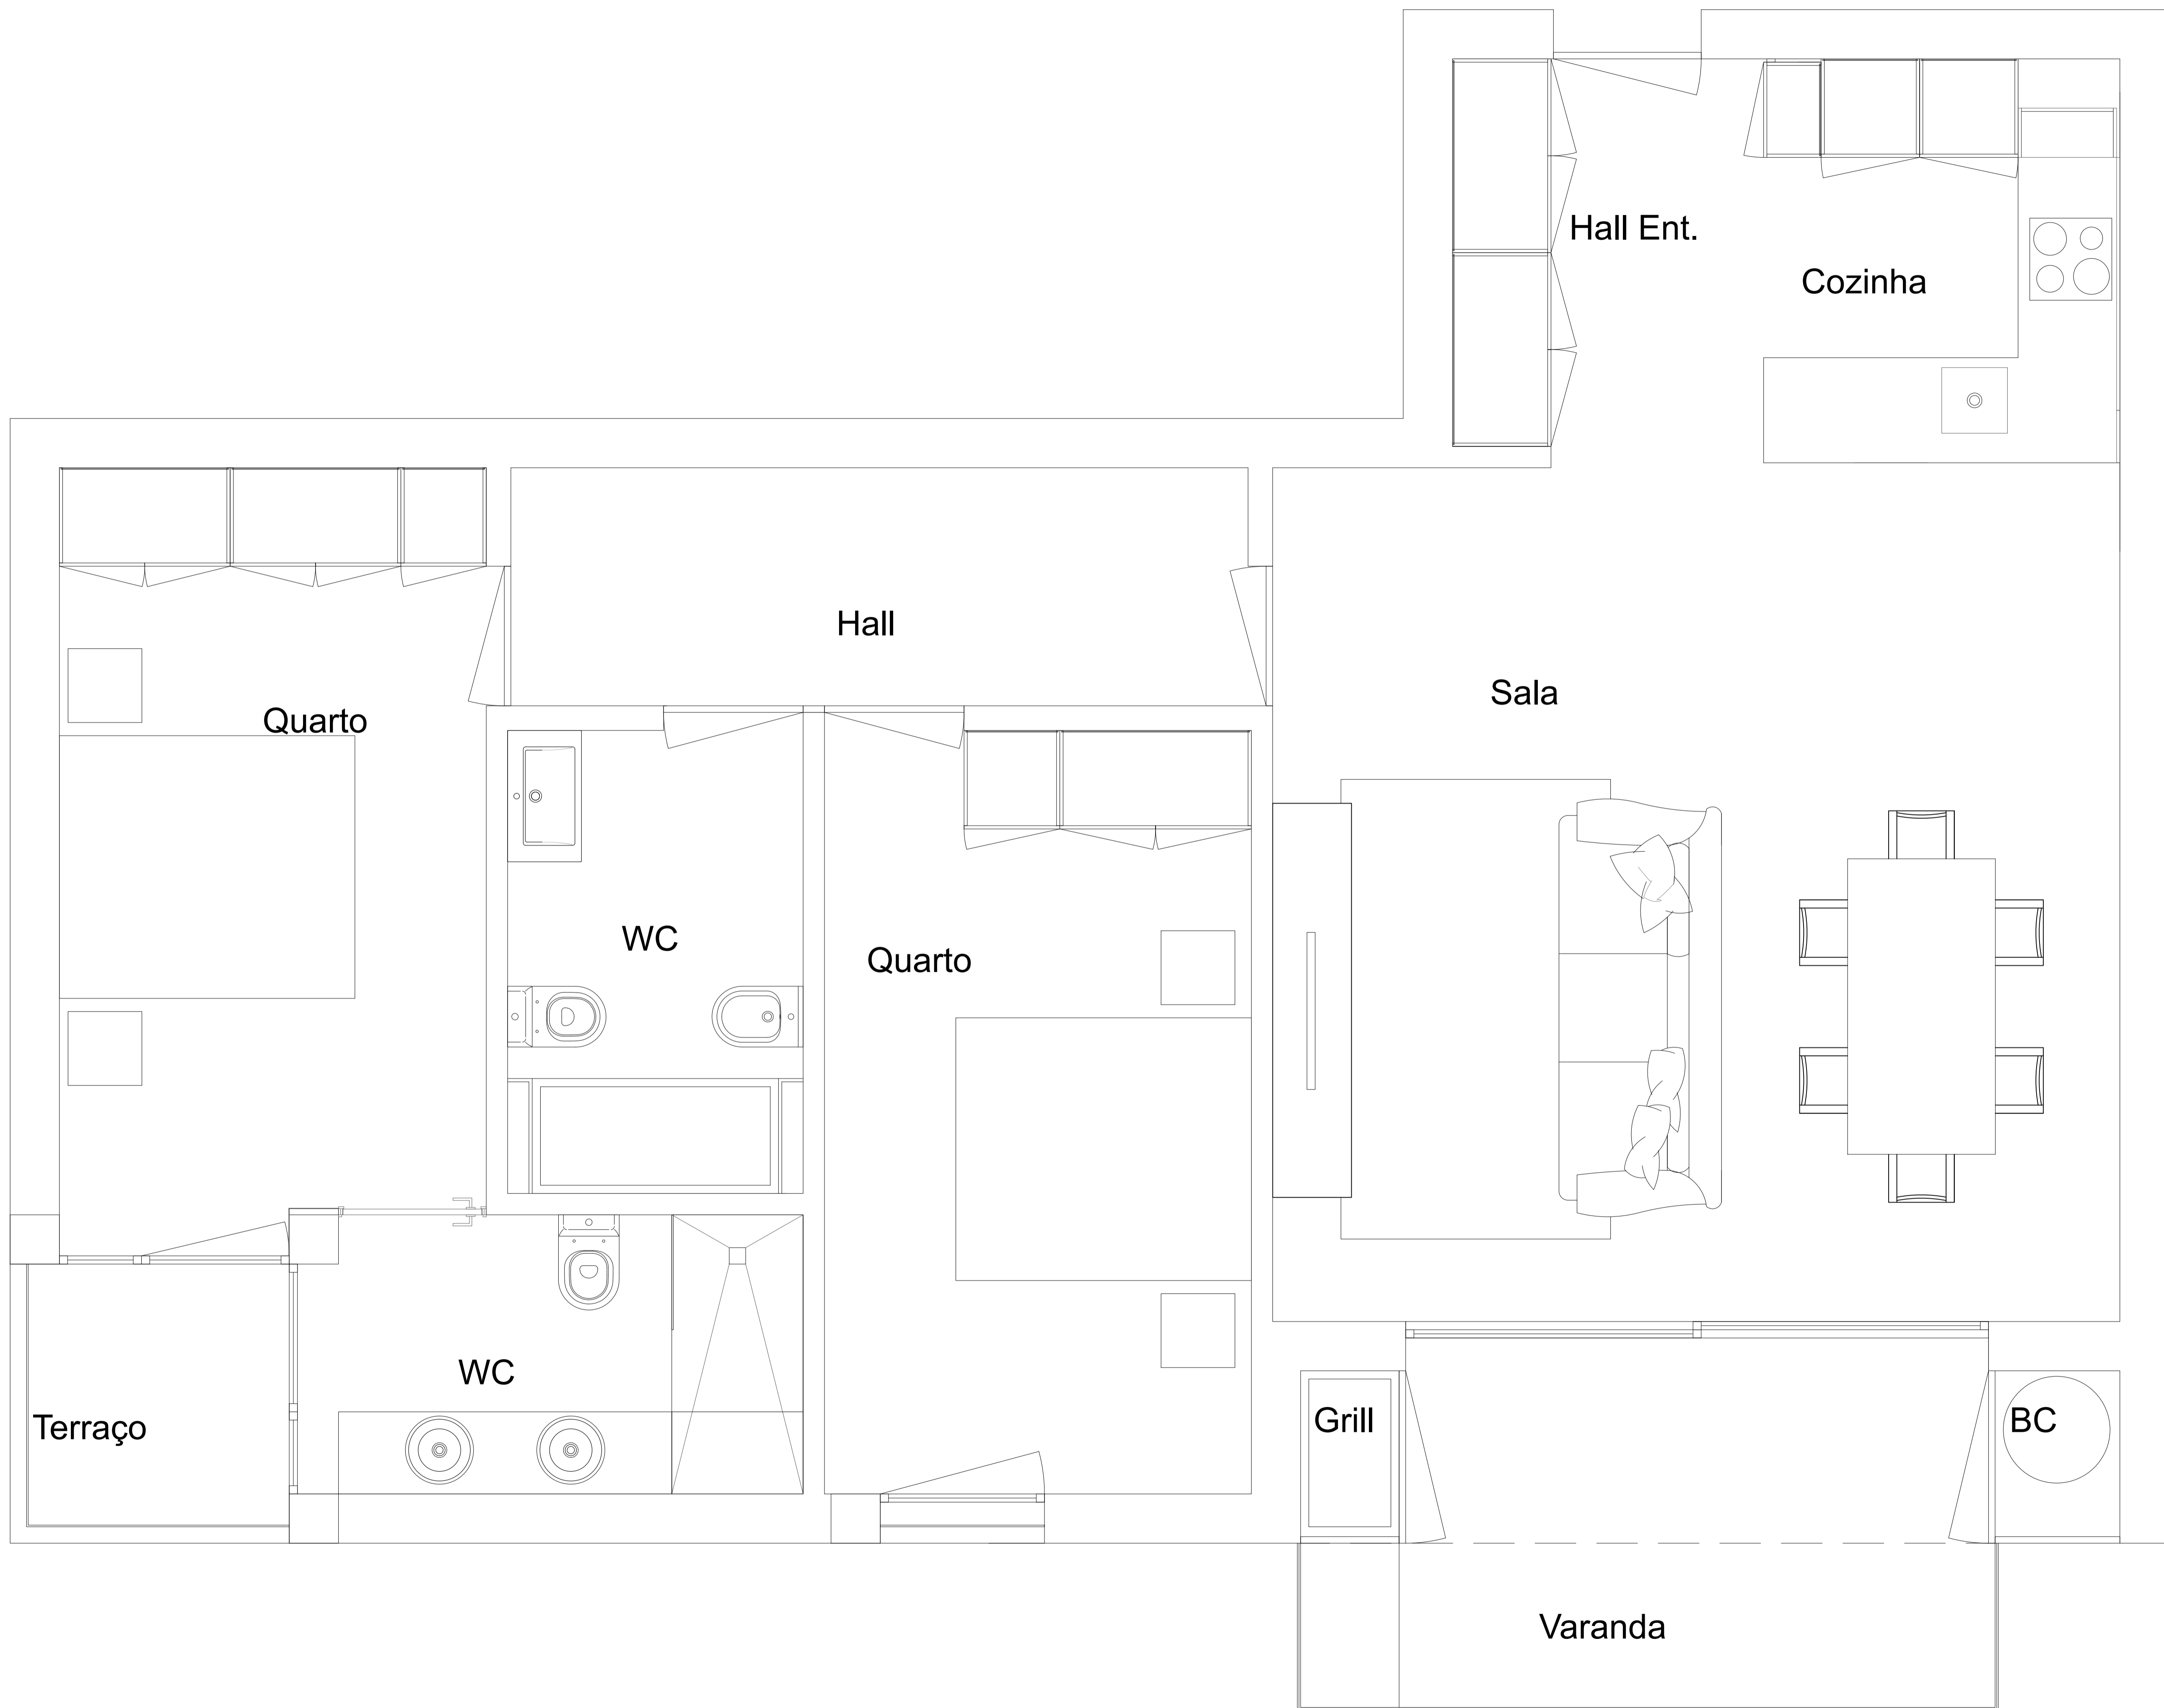 Hall Ent.
Cozinha
Hall
Sala
Quarto
WC
Quarto
WC
Terraço
Grill
BC
Varanda